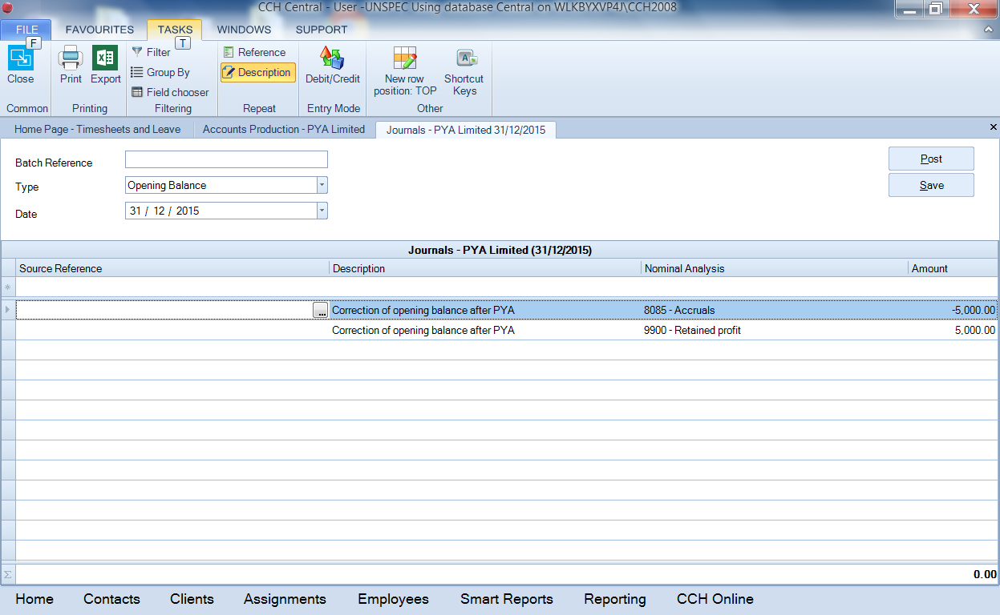 CCH Central - User -UNSPEC Using database Central on WLKBYXVP4J\CCH2008
FILE FAVOURITES TASKS WINDOWS SUPPORT
F T
Close
Common
Print Export
Printing
Filter
Group By
Field chooser
Filtering
Reference
Description
Repeat
Debit/Credit
Entry Mode
New row
position: TOP
A
Shortcut
Keys
Other
Home Page - Timesheets and Leave Accounts Production - PYA Limited Journals - PYA Limited 31/12/2015
Batch Reference
Type Opening Balance
Date 31 / 12 / 2015
Post
Save
Journals - PYA Limited (31/12/2015)
Source Reference Description Nominal Analysis Amount
... Correction of opening balance after PYA 8085 - Accruals -5,000.00
Correction of opening balance after PYA 9900 - Retained profit 5,000.00
Σ 0.00
Home Contacts Clients Assignments Employees Smart Reports Reporting CCH Online